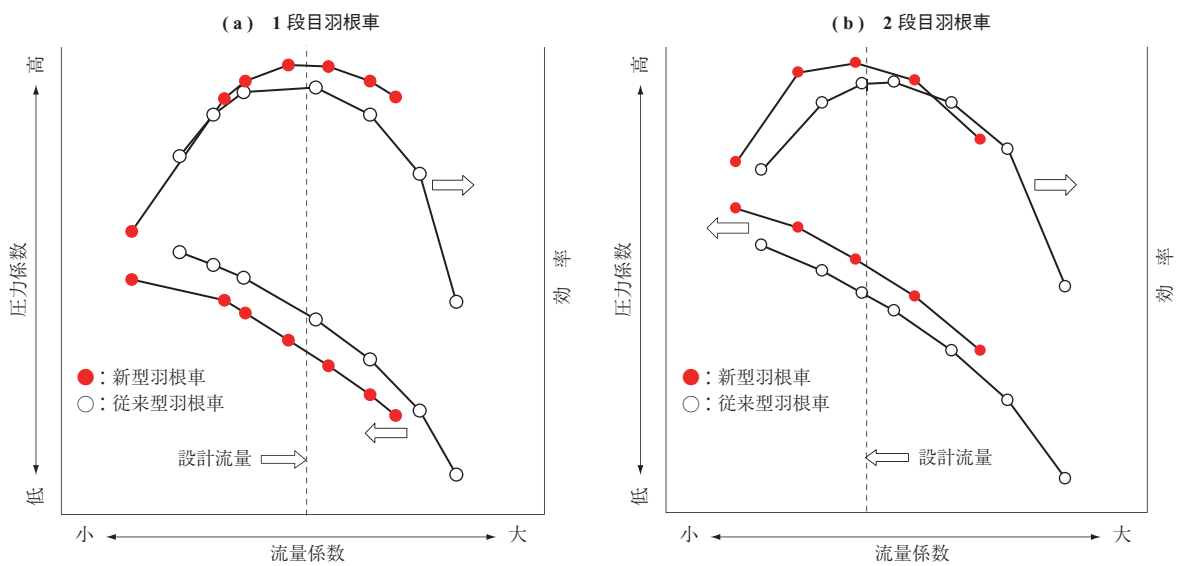 (a) 1 段目羽根車
高
圧力係数
低
効 率
●：新型羽根車
○：従来型羽根車
設計流量
小
大
流量係数
(b) 2 段目羽根車
高
圧力係数
低
効 率
●：新型羽根車
○：従来型羽根車
設計流量
小
大
流量係数